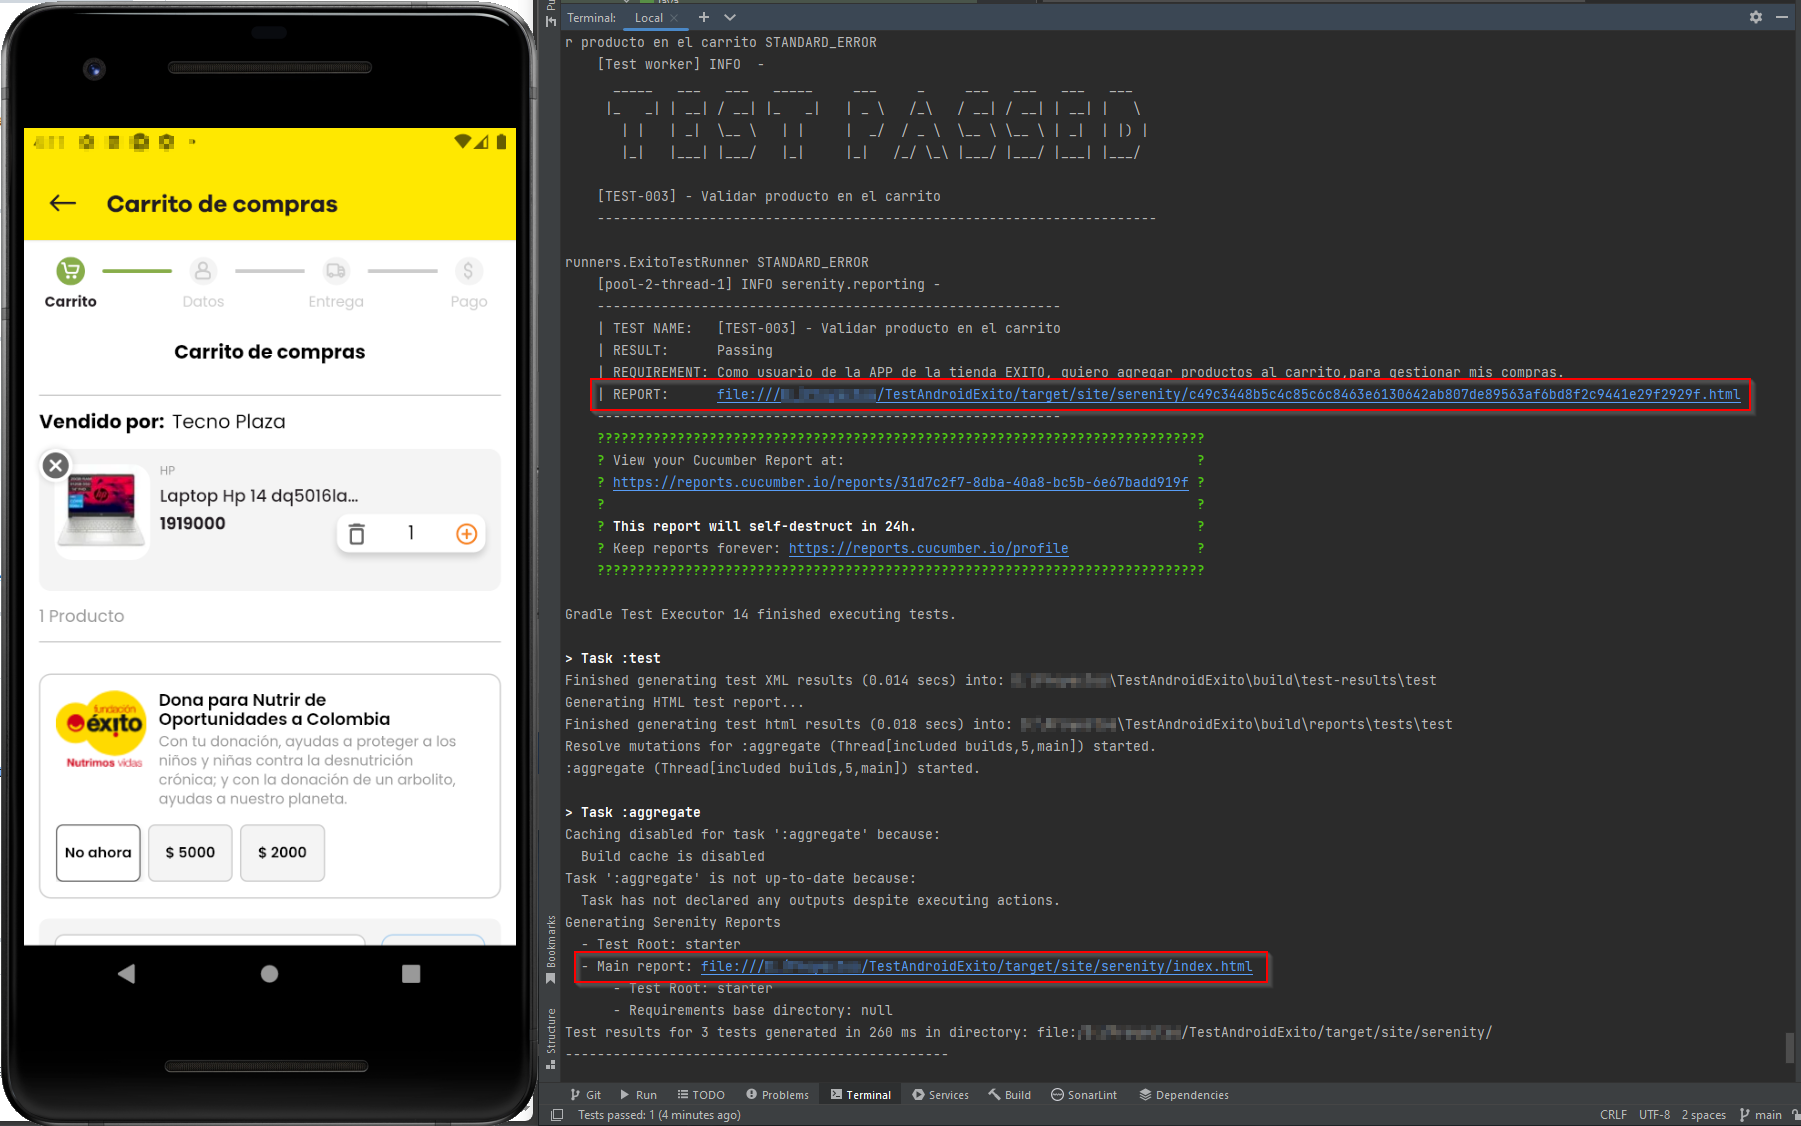 Carrito de compras
Carrito
Datos
Entrega
Pago
Carrito de compras
Vendido por: Tecno Plaza
HP
Laptop Hp 14 dq5016la...
1919000
1
1 Producto
fundación
éxito
Nutrimos vidas
Dona para Nutrir de
Oportunidades a Colombia
Con tu donación, ayudas a proteger a los
niños y niñas contra la desnutrición
crónica; y con la donación de un arbolito,
ayudas a nuestro planeta.
No ahora
$ 5000
$ 2000
Terminal: Local
r producto en el carrito STANDARD_ERROR
[Test worker] INFO -
TEST PASSED
[TEST-003] - Validar producto en el carrito
----------------------------------------------------------------------
runners.ExitoTestRunner STANDARD_ERROR
[pool-2-thread-1] INFO serenity.reporting -
----------------------------------------------------------
| TEST NAME: [TEST-003] - Validar producto en el carrito
| RESULT: Passing
| REQUIREMENT: Como usuario de la APP de la tienda EXITO, quiero agregar productos al carrito,para gestionar mis compras.
| REPORT: file:///
/TestAndroidExito/target/site/serenity/c49c3448b5c4c85c6c8463e6130642ab807de89563af6bd8f2c9441e29f2929f.html
----------------------------------------------------------
????????????????????????????????????????????????????????????????????????????
? View your Cucumber Report at: ?
? https://reports.cucumber.io/reports/31d7c2f7-8dba-40a8-bc5b-6e67badd919f ?
? ?
? This report will self-destruct in 24h. ?
? Keep reports forever: https://reports.cucumber.io/profile ?
????????????????????????????????????????????????????????????????????????????
Gradle Test Executor 14 finished executing tests.
> Task :test
Finished generating test XML results (0.014 secs) into: \TestAndroidExito\build\test-results\test
Generating HTML test report...
Finished generating test html results (0.018 secs) into: \TestAndroidExito\build\reports\tests\test
Resolve mutations for :aggregate (Thread[included builds,5,main]) started.
:aggregate (Thread[included builds,5,main]) started.
> Task :aggregate
Caching disabled for task ':aggregate' because:
Build cache is disabled
Task ':aggregate' is not up-to-date because:
Task has not declared any outputs despite executing actions.
Generating Serenity Reports
- Test Root: starter
- Main report: file:/// /TestAndroidExito/target/site/serenity/index.html
- Test Root: starter
- Requirements base directory: null
Test results for 3 tests generated in 260 ms in directory: file: /TestAndroidExito/target/site/serenity/
------------------------------------------------
Bookmarks
Structure
Git Run TODO Problems Terminal Services Build SonarLint Dependencies
Tests passed: 1 (4 minutes ago)
CRLF UTF-8 2 spaces main